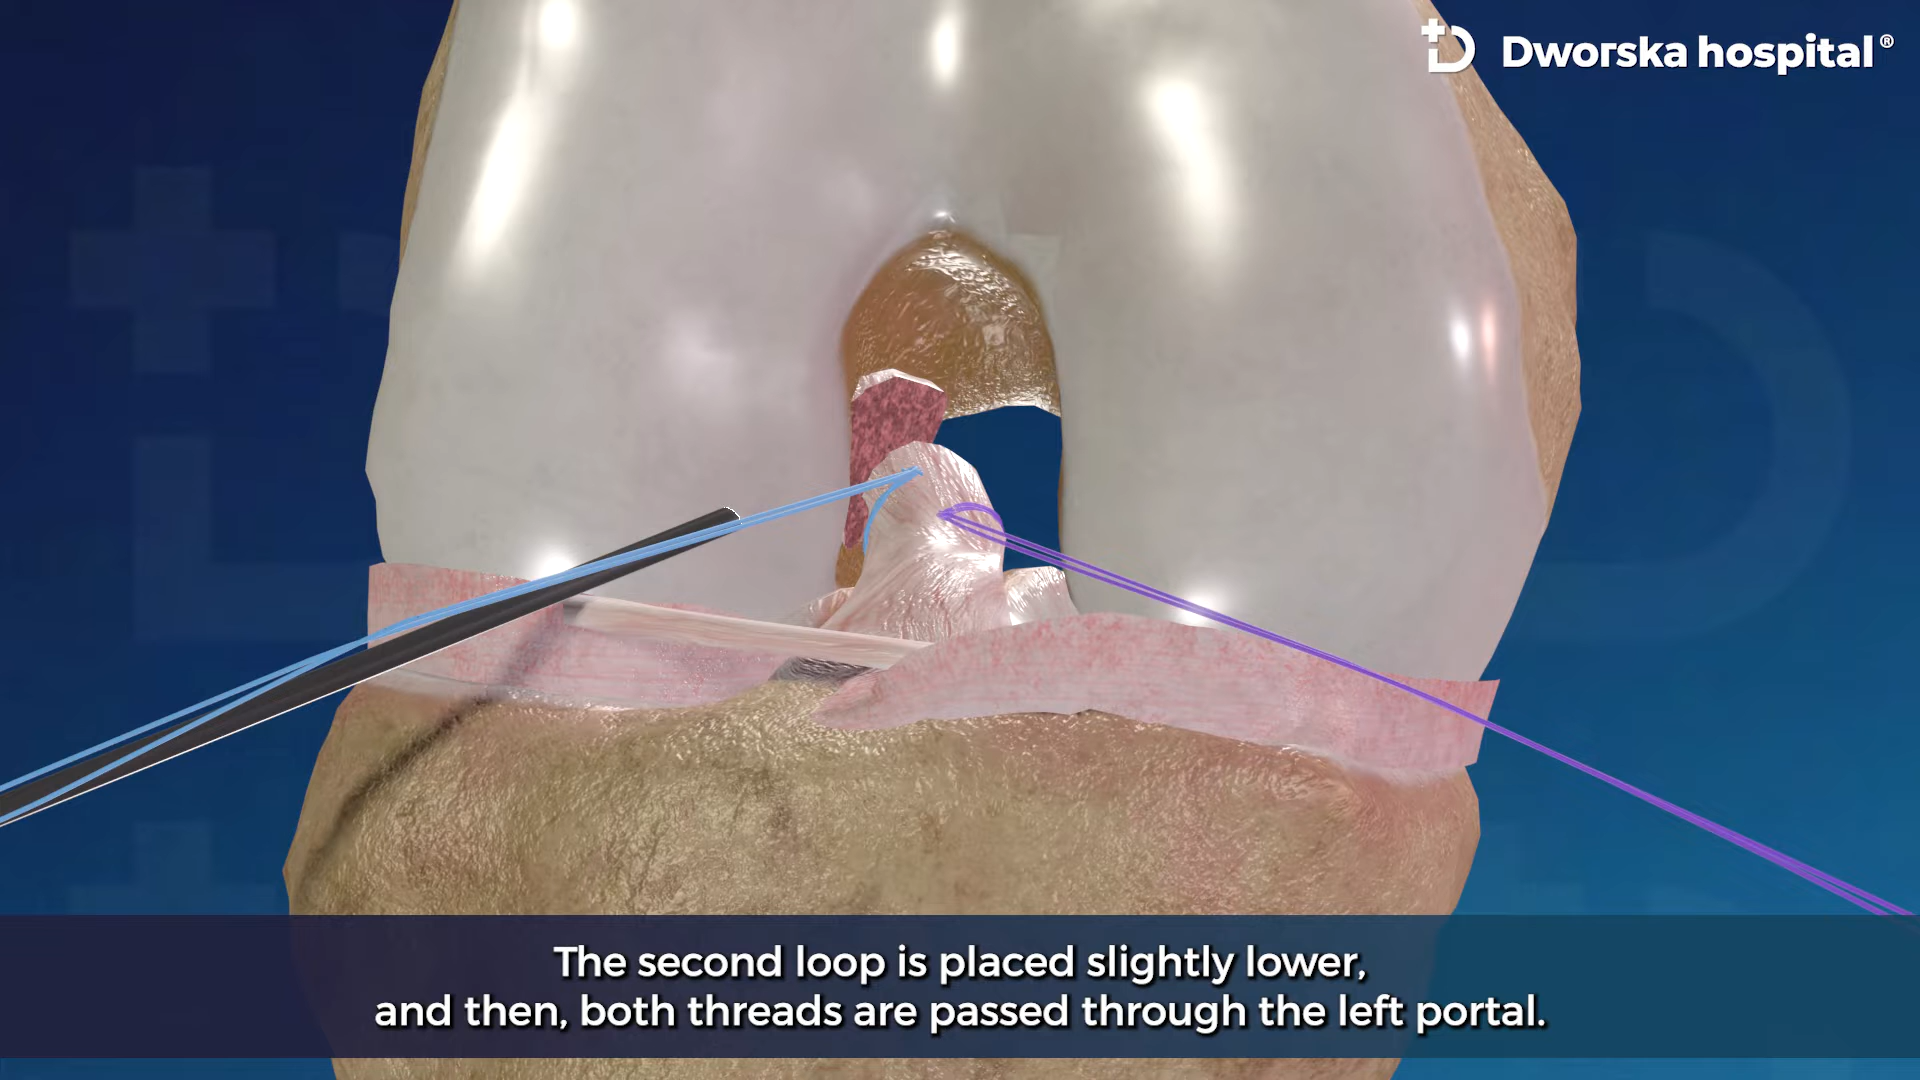 Dworska hospital®
The second loop is placed slightly lower,
and then, both threads are passed through the left portal.